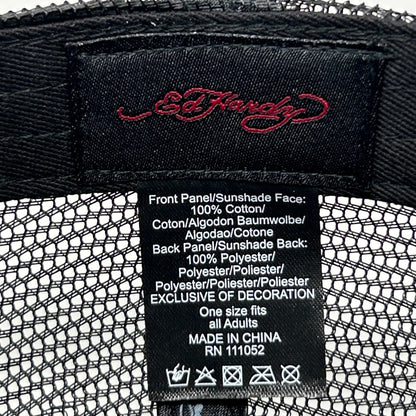 Ed Hardy
Front Panel/Sunshade Face:
100% Cotton/
Coton/Algodon Baumwolbe/
Algodao/Cotone
Back Panel/Sunshade Back:
100% Polyester/
Polyester/Poliester/
Polyester/Poliester
EXCLUSIVE OF DECORATION
One size fits
all Adults
MADE IN CHINA
RN 111052